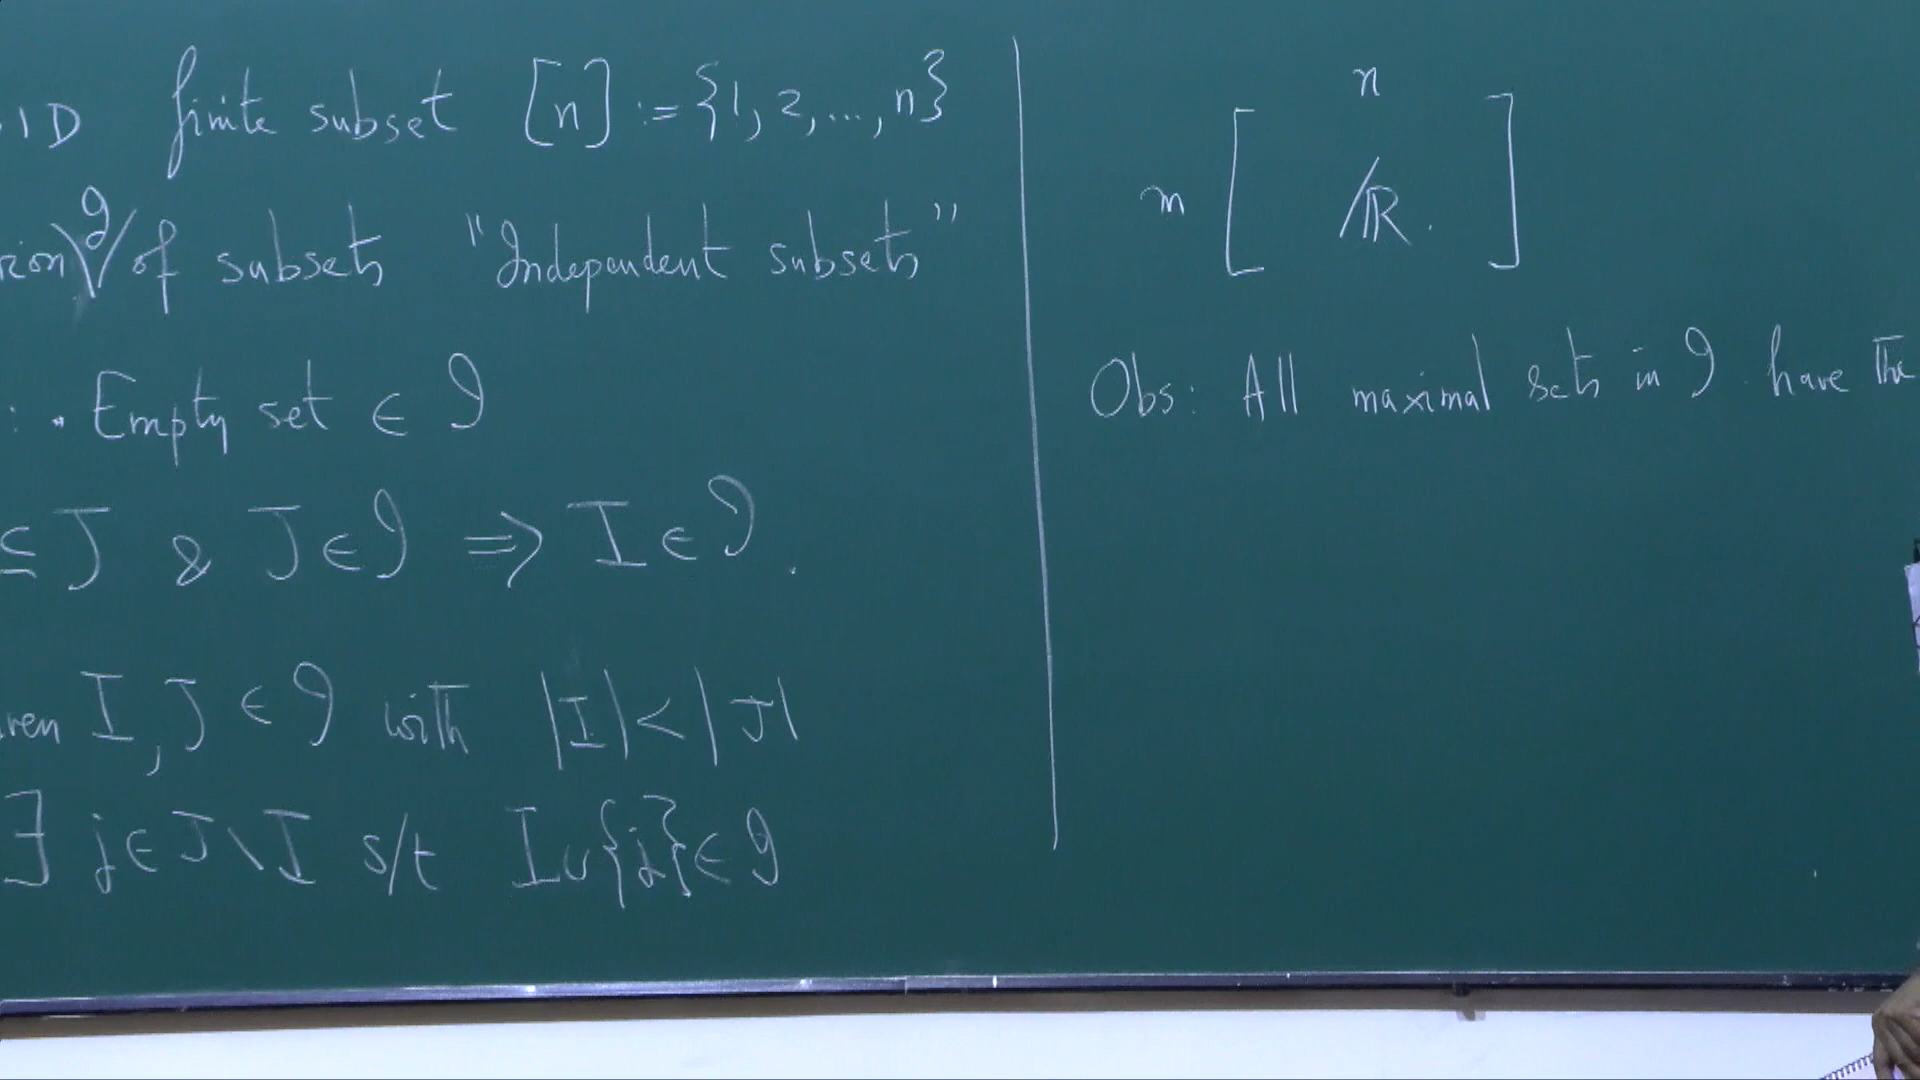 ID finite subset [n] := {1, 2, ..., n}
ℐ
of subsets "Independent subsets"
: • Empty set ∈ ℐ
⊆ J & J ∈ ℐ ⇒ I ∈ ℐ.
ven I, J ∈ ℐ with |I| < |J|
∃ j ∈ J \ I s/t I ∪ {j} ∈ ℐ
n
m [ /ℝ. ]
Obs: All maximal sets in ℐ have the